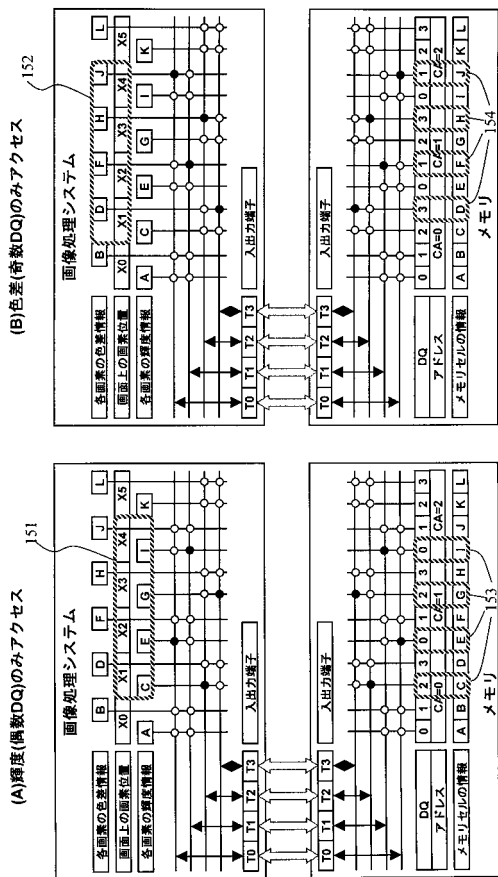 (A)輝度(偶数DQ)のみアクセス
151
画像処理システム
各画素の色差情報 B D F H J L
画面上の画素位置 X0 X1 X2 X3 X4 X5
各画素の輝度情報 A C E G I K
T0 T1 T2 T3 入出力端子
T0 T1 T2 T3 入出力端子
DQ 0 1 2 3 0 1 2 3 0 1 2 3
アドレス CA=0 CA=1 CA=2
メモリセルの情報 A B C D E F G H I J K L
メモリ
153
(B)色差(奇数DQ)のみアクセス
152
画像処理システム
各画素の色差情報 B D F H J L
画面上の画素位置 X0 X1 X2 X3 X4 X5
各画素の輝度情報 A C E G I K
T0 T1 T2 T3 入出力端子
T0 T1 T2 T3 入出力端子
DQ 0 1 2 3 0 1 2 3 0 1 2 3
アドレス CA=0 CA=1 CA=2
メモリセルの情報 A B C D E F G H I J K L
メモリ
154